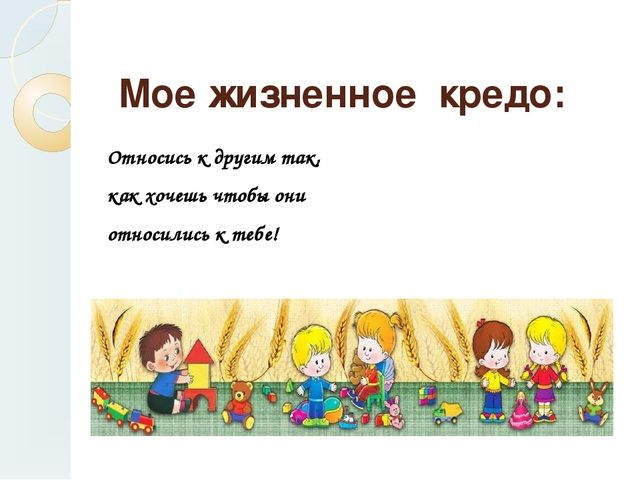 Мое жизненное кредо:
Относись к другим так,
как хочешь чтобы они
относились к тебе!